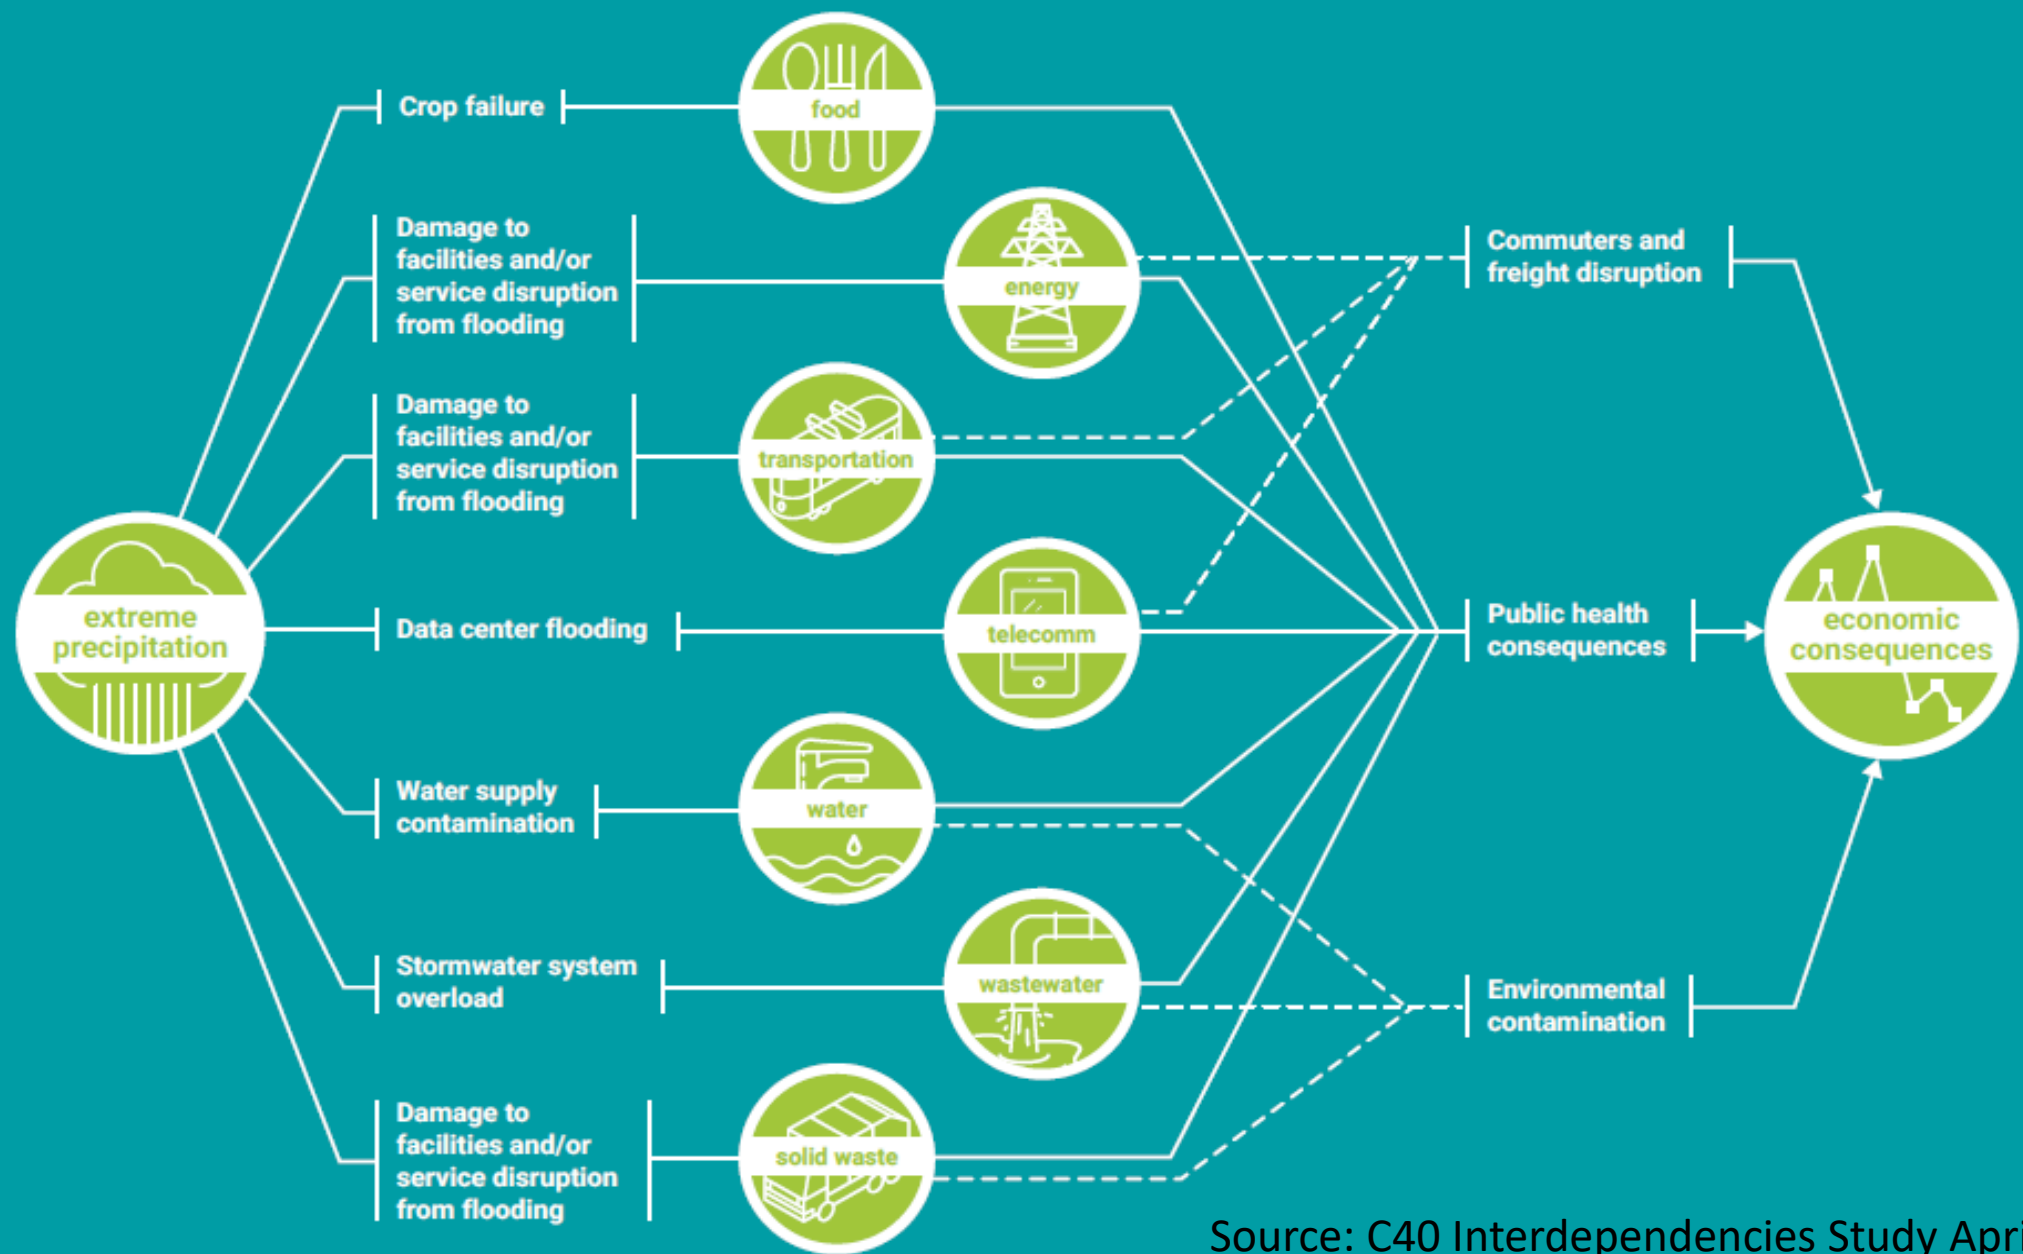 Crop failure
food
Damage to
facilities and/or
service disruption
from flooding
energy
Commuters and
freight disruption
Damage to
facilities and/or
service disruption
from flooding
transportation
extreme
precipitation
Data center flooding
telecomm
Public health
consequences
economic
consequences
Water supply
contamination
water
Stormwater system
overload
wastewater
Environmental
contamination
Damage to
facilities and/or
service disruption
from flooding
solid waste
Source: C40 Interdependencies Study Apri